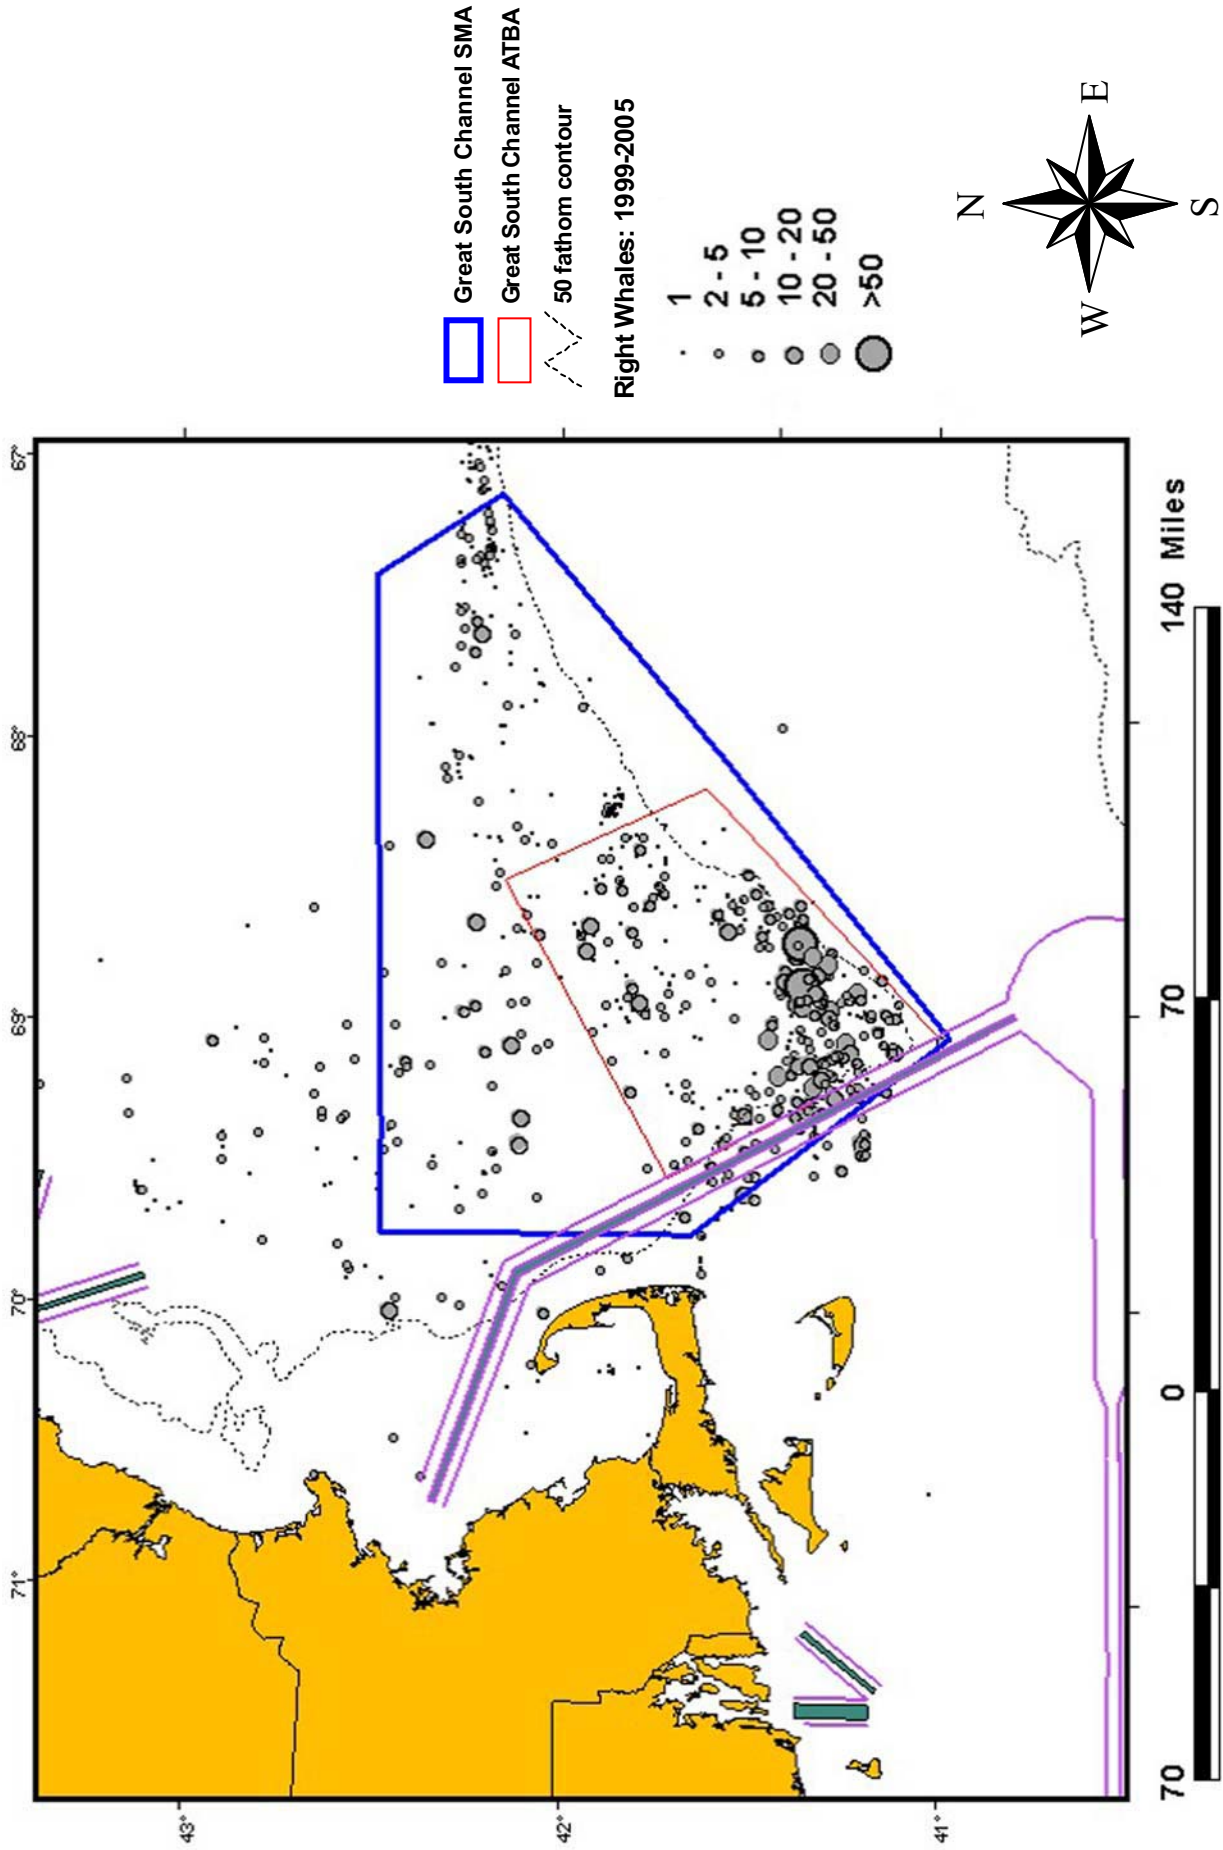 Great South Channel SMA
Great South Channel ATBA
50 fathom contour
Right Whales: 1999-2005
1
2 - 5
5 - 10
10 - 20
20 - 50
>50
N
W
E
S
71°
70°
69°
68°
67°
43°
42°
41°
70
0
70
140 Miles